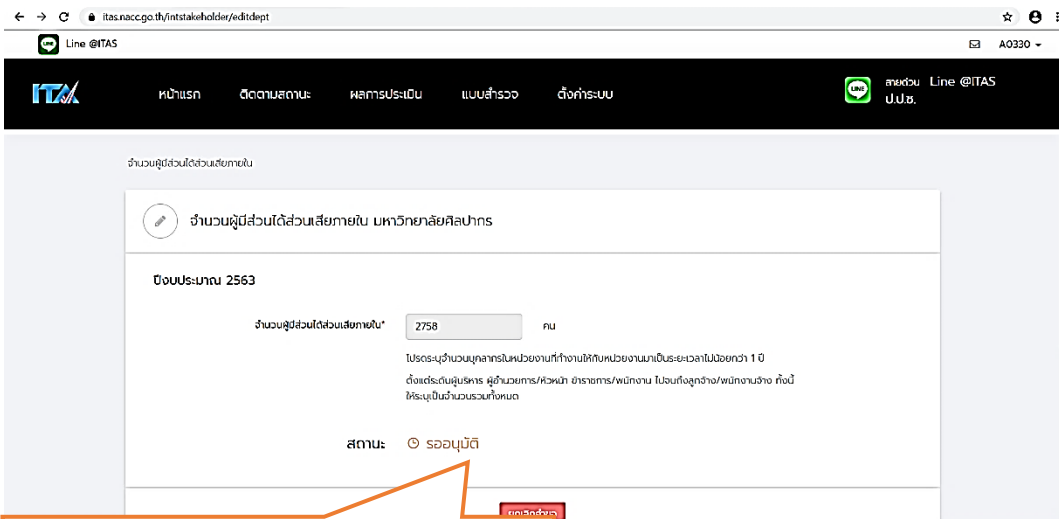 itas.nacc.go.th/intstakeholder/editdept
Line @ITAS
A0330
ITA
หน้าแรก ติดตามสถานะ ผลการประเมิน แบบสำรวจ ตั้งค่าระบบ
LINE สายด่วน Line @ITAS
ป.ป.ช.
จำนวนผู้มีส่วนได้ส่วนเสียภายใน
จำนวนผู้มีส่วนได้ส่วนเสียภายใน มหาวิทยาลัยศิลปากร
ปีงบประมาณ 2563
จำนวนผู้มีส่วนได้ส่วนเสียภายใน* 2758 คน
โปรดระบุจำนวนบุคลากรในหน่วยงานที่ทำงานให้กับหน่วยงานมาเป็นระยะเวลาไม่น้อยกว่า 1 ปี
ตั้งแต่ระดับผู้บริหาร ผู้อำนวยการ/หัวหน้า ข้าราชการ/พนักงาน ไปจนถึงลูกจ้าง/พนักงานจ้าง ทั้งนี้
ให้ระบุเป็นจำนวนรวมทั้งหมด
สถานะ รออนุมัติ
ยกเลิกคำขอ